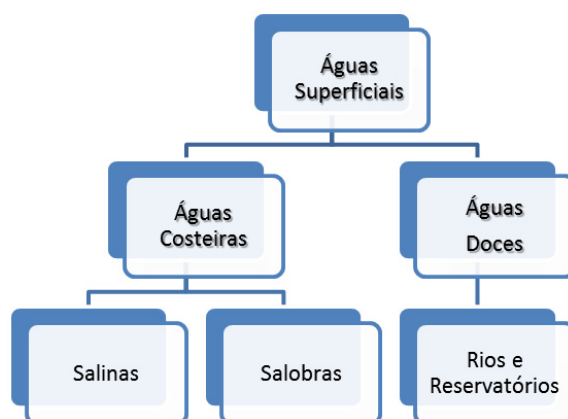 Águas
Superficiais
Águas
Costeiras
Águas
Doces
Salinas
Salobras
Rios e
Reservatórios